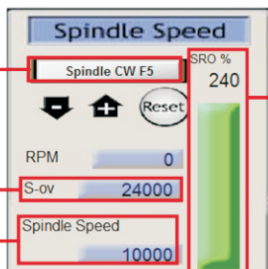 Spindle Speed
Spindle CW F5
SRO %
240
Reset
RPM 0
S-ov 24000
Spindle Speed
10000